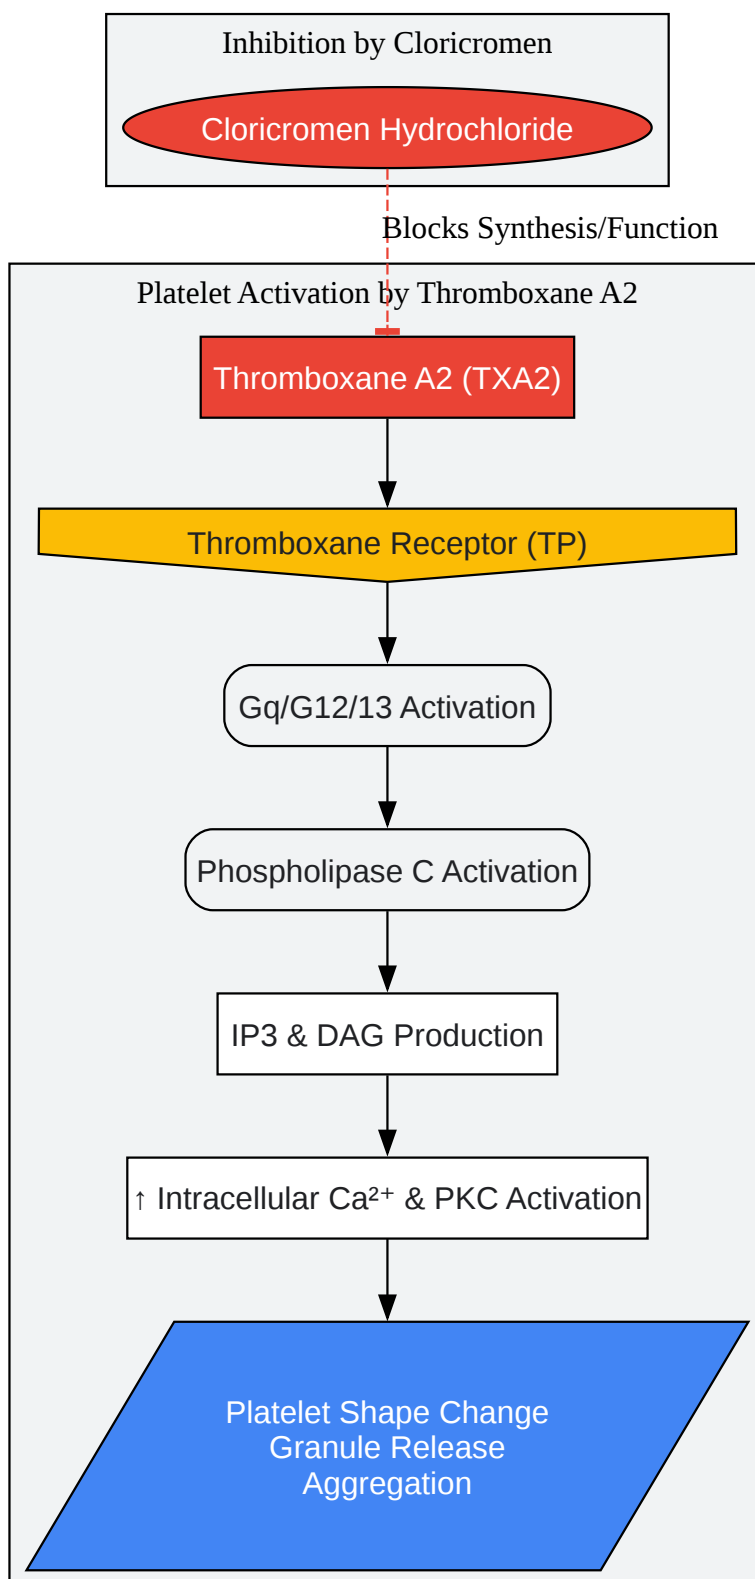 Inhibition by Cloricromen
Cloricromen Hydrochloride
Blocks Synthesis/Function
Platelet Activation by Thromboxane A2
Thromboxane A2 (TXA2)
Thromboxane Receptor (TP)
Gq/G12/13 Activation
Phospholipase C Activation
IP3 & DAG Production
↑ Intracellular Ca²⁺ & PKC Activation
Platelet Shape Change
Granule Release
Aggregation